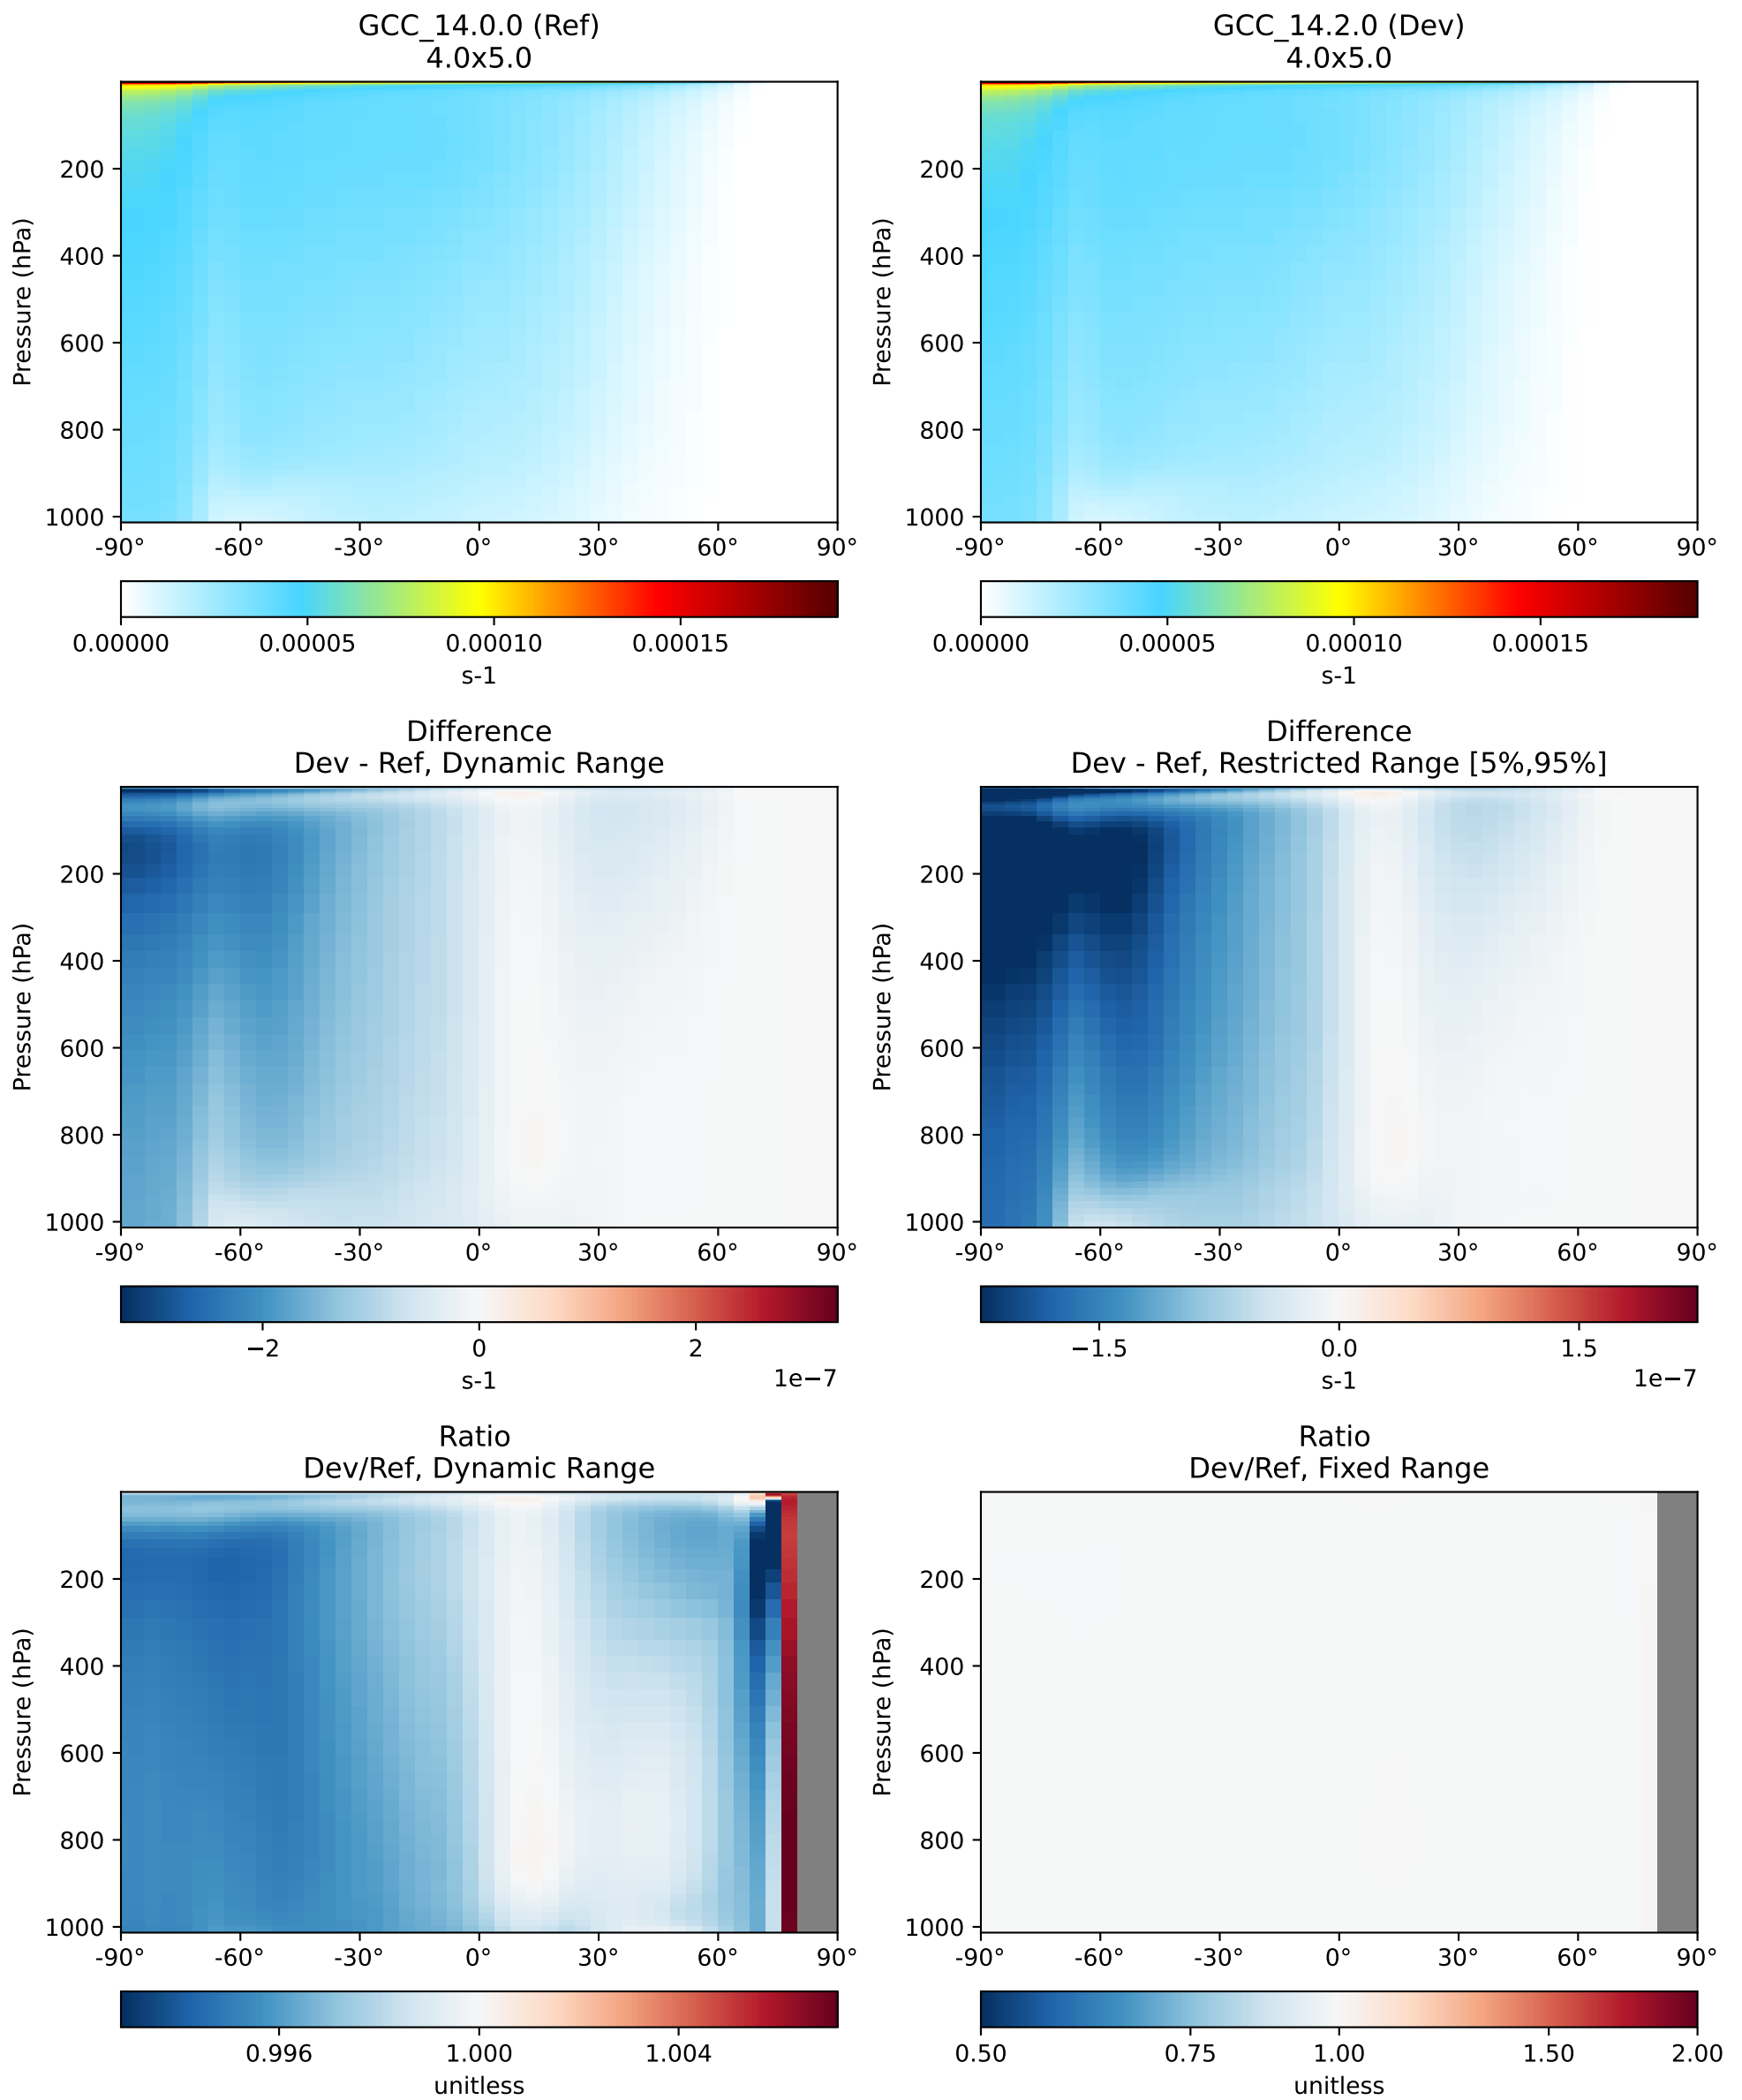 GCC_14.0.0 (Ref)
4.0x5.0
Pressure (hPa)
200
400
600
800
1000
-90° -60° -30° 0° 30° 60° 90°
0.00000 0.00005 0.00010 0.00015
s-1
GCC_14.2.0 (Dev)
4.0x5.0
Pressure (hPa)
200
400
600
800
1000
-90° -60° -30° 0° 30° 60° 90°
0.00000 0.00005 0.00010 0.00015
s-1
Difference
Dev - Ref, Dynamic Range
Pressure (hPa)
200
400
600
800
1000
-90° -60° -30° 0° 30° 60° 90°
−2 0 2
s-1 1e−7
Difference
Dev - Ref, Restricted Range [5%,95%]
Pressure (hPa)
200
400
600
800
1000
-90° -60° -30° 0° 30° 60° 90°
−1.5 0.0 1.5
s-1 1e−7
Ratio
Dev/Ref, Dynamic Range
Pressure (hPa)
200
400
600
800
1000
-90° -60° -30° 0° 30° 60° 90°
0.996 1.000 1.004
unitless
Ratio
Dev/Ref, Fixed Range
Pressure (hPa)
200
400
600
800
1000
-90° -60° -30° 0° 30° 60° 90°
0.50 0.75 1.00 1.50 2.00
unitless